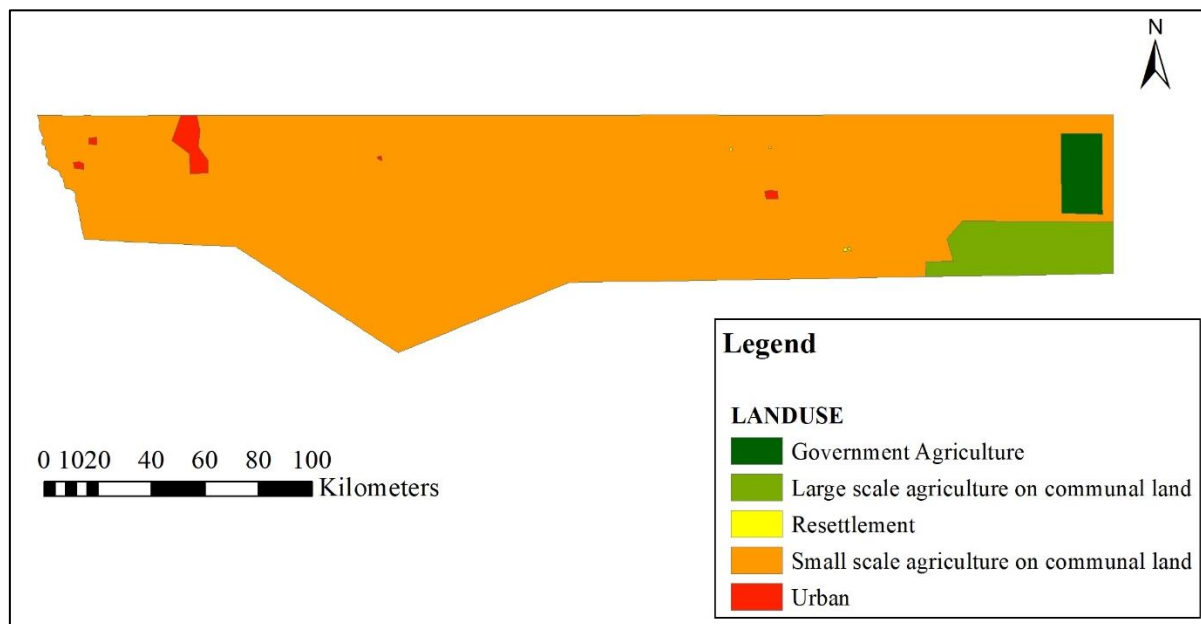 N
Legend
LANDUSE
Government Agriculture
Large scale agriculture on communal land
Resettlement
Small scale agriculture on communal land
Urban
0 1020 40 60 80 100
Kilometers